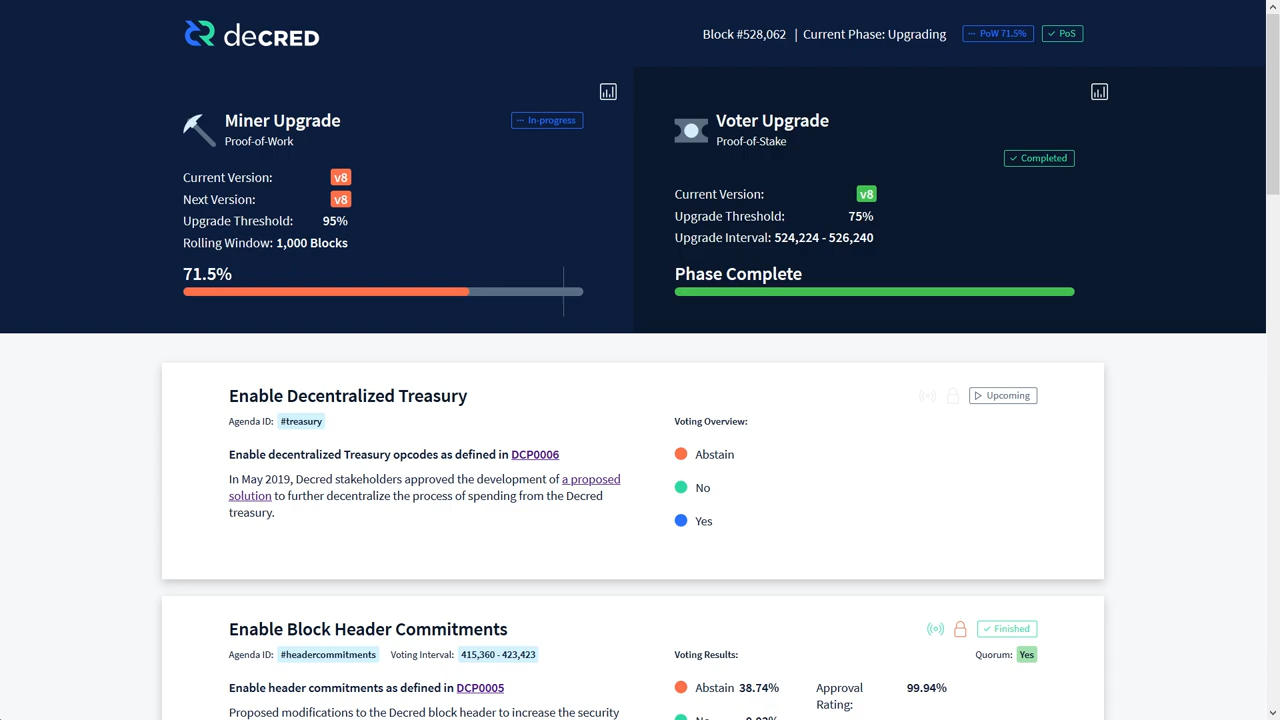 decred
Block #528,062 | Current Phase: Upgrading
PoW 71.5%
PoS
Miner Upgrade
Proof-of-Work
In-progress
Current Version: v8
Next Version: v8
Upgrade Threshold: 95%
Rolling Window: 1,000 Blocks
71.5%
Voter Upgrade
Proof-of-Stake
Completed
Current Version: v8
Upgrade Threshold: 75%
Upgrade Interval: 524,224 - 526,240
Phase Complete
Enable Decentralized Treasury
Upcoming
Agenda ID: #treasury
Enable decentralized Treasury opcodes as defined in DCP0006
In May 2019, Decred stakeholders approved the development of a proposed
solution to further decentralize the process of spending from the Decred
treasury.
Voting Overview:
Abstain
No
Yes
Enable Block Header Commitments
Finished
Agenda ID: #headercommitments Voting Interval: 415,360 - 423,423
Enable header commitments as defined in DCP0005
Proposed modifications to the Decred block header to increase the security
Voting Results:
Quorum: Yes
Abstain 38.74%
Approval
Rating:
99.94%
No